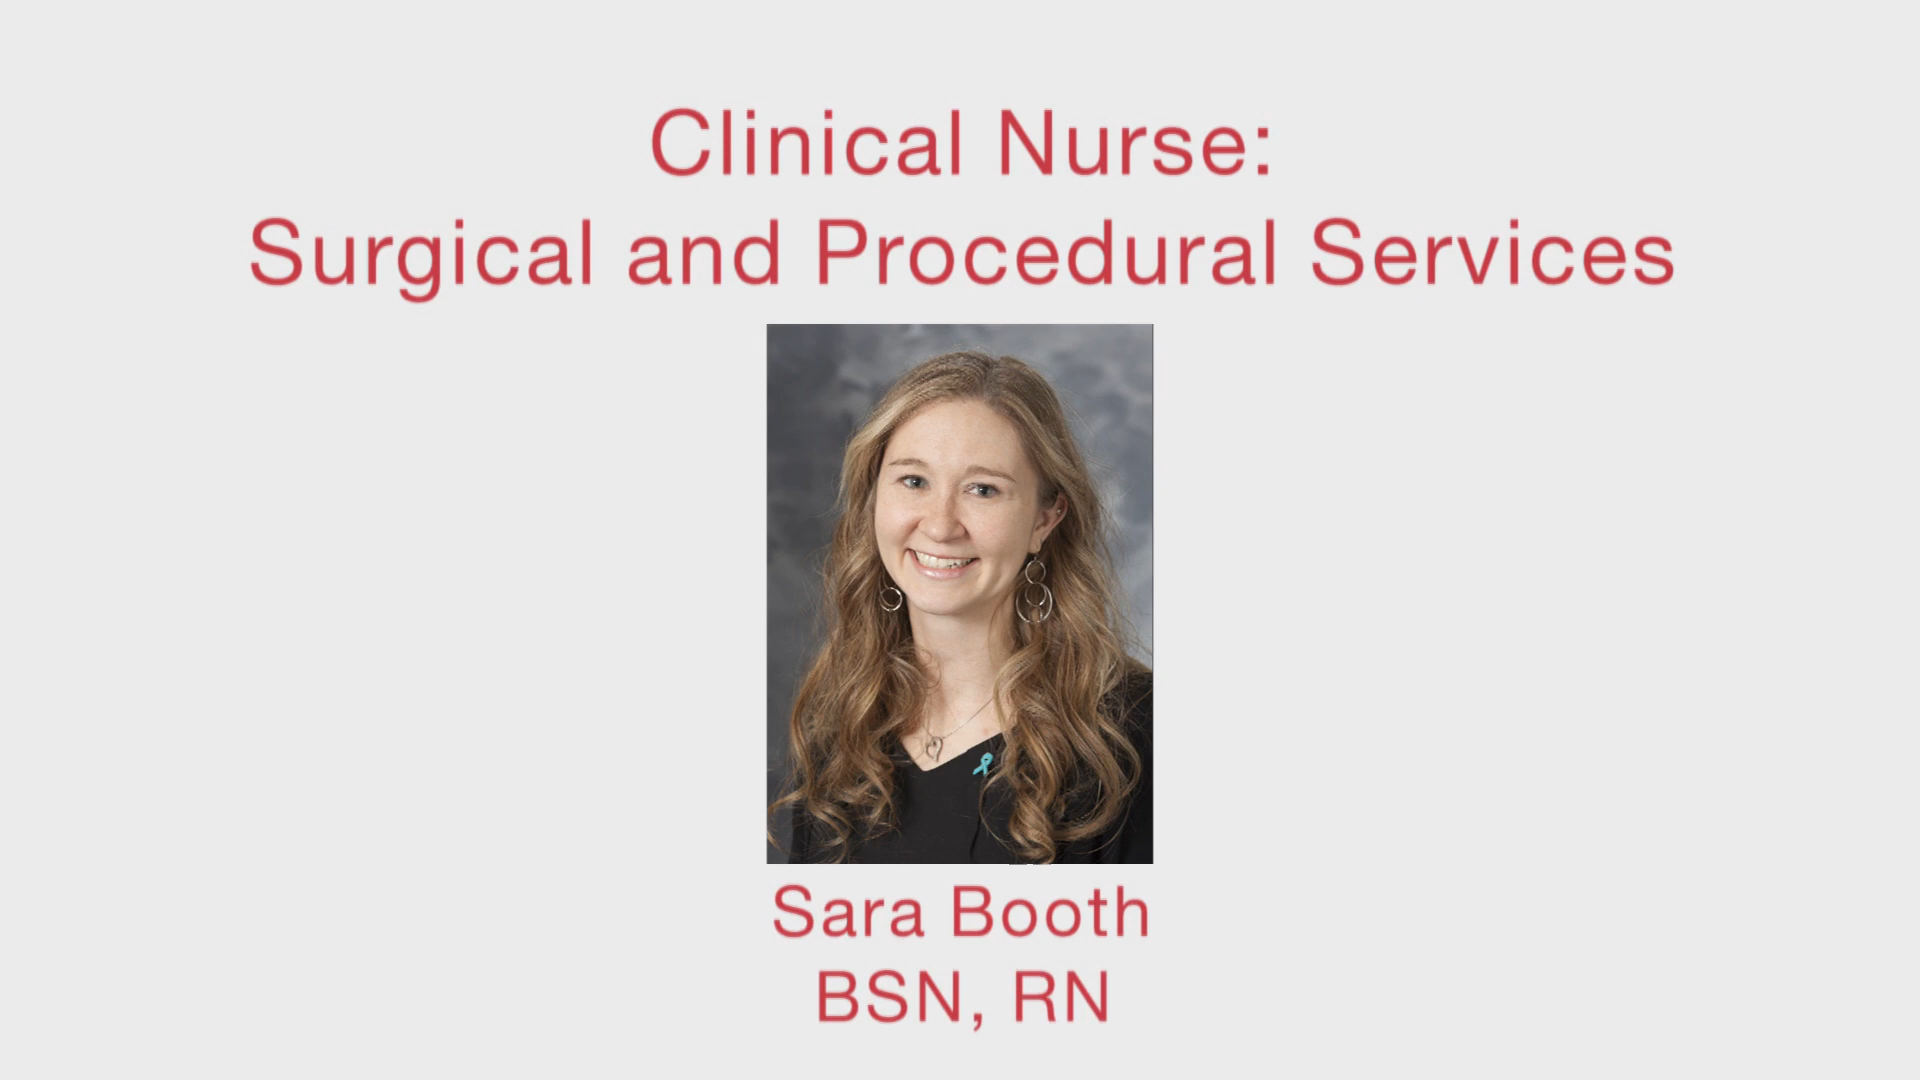 Clinical Nurse:
Surgical and Procedural Services
Sara Booth
BSN, RN